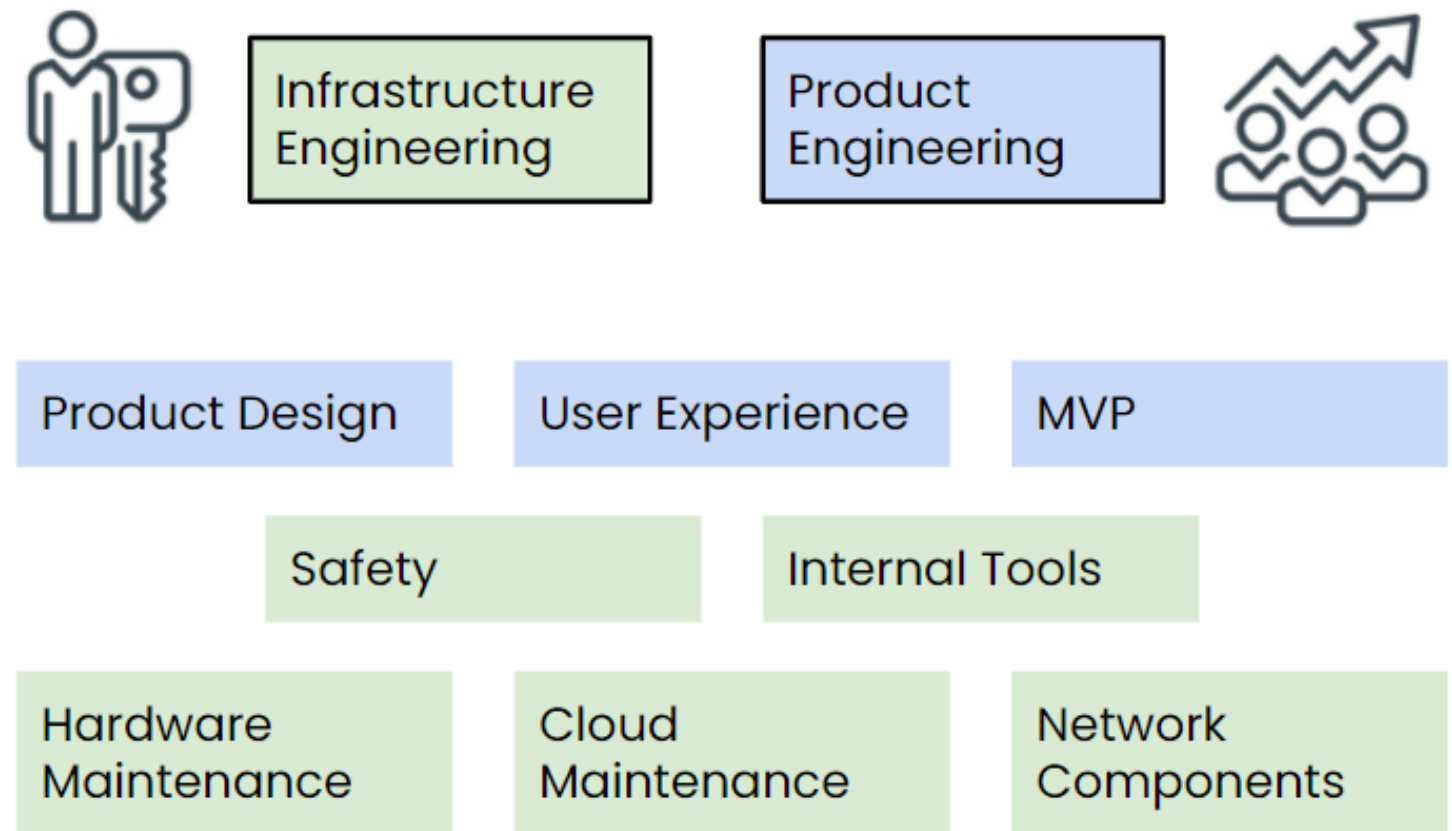 Infrastructure
Engineering
Product
Engineering
Product Design
User Experience
MVP
Safety
Internal Tools
Hardware
Maintenance
Cloud
Maintenance
Network
Components